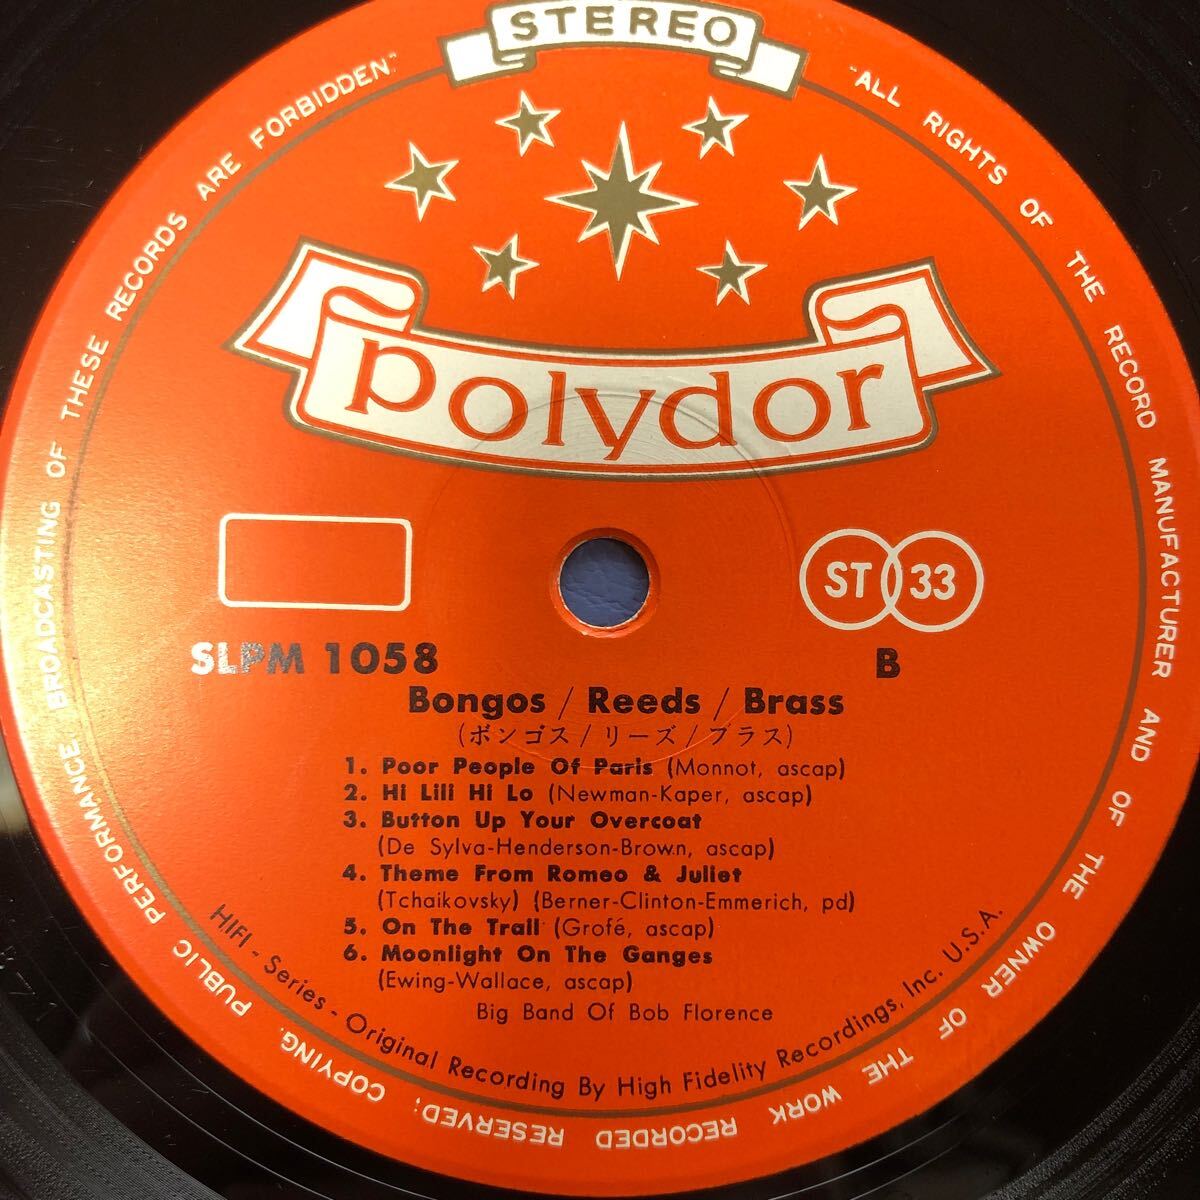 STEREO
polydor
ST 33
SLPM 1058
B
Bongos / Reeds / Brass
(ボンゴス/リーズ/ブラス)
1. Poor People Of Paris (Monnot, ascap)
2. Hi Lili Hi Lo (Newman-Kaper, ascap)
3. Button Up Your Overcoat
(De Sylva-Henderson-Brown, ascap)
4. Theme From Romeo & Juliet
(Tchaikovsky) (Berner-Clinton-Emmerich, pd)
5. On The Trail (Grofé, ascap)
6. Moonlight On The Ganges
(Ewing-Wallace, ascap)
Big Band Of Bob Florence
HIFI - Series - Original Recording By High Fidelity Recordings, Inc. U.S.A.
"ALL RIGHTS OF THE RECORD MANUFACTURER AND OF THE OWNER OF THE WORK RECORDED RESERVED; COPYING, PUBLIC PERFORMANCE BROADCASTING OF THESE RECORDS ARE FORBIDDEN"